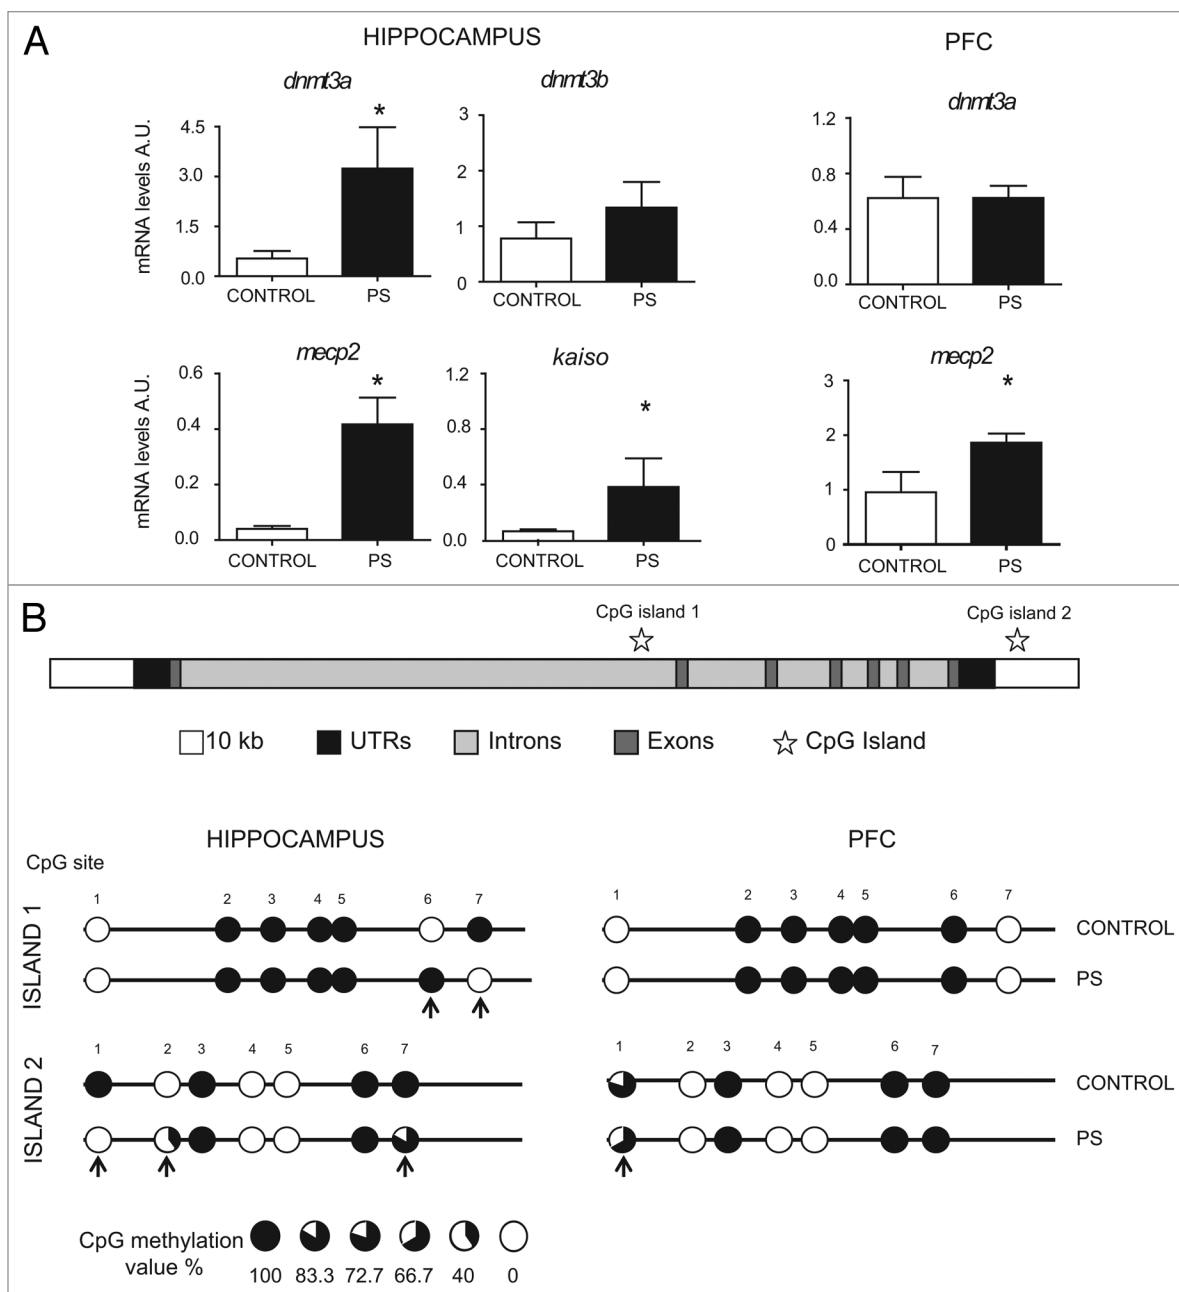 A
HIPPOCAMPUS
PFC
dnmt3a
dnmt3b
dnmt3a
*
mRNA levels A.U.
4.5
3.0
1.5
0.0
CONTROL
PS
3
2
1
0
CONTROL
PS
1.2
0.8
0.4
0.0
CONTROL
PS
mecp2
kaiso
mecp2
*
*
*
mRNA levels A.U.
0.6
0.4
0.2
0.0
CONTROL
PS
1.2
0.8
0.4
0.0
CONTROL
PS
3
2
1
0
CONTROL
PS
B
CpG island 1
CpG island 2
10 kb
UTRs
Introns
Exons
CpG Island
HIPPOCAMPUS
PFC
CpG site
ISLAND 1
1 2 3 4 5 6 7
1 2 3 4 5 6 7
CONTROL
PS
ISLAND 2
1 2 3 4 5 6 7
1 2 3 4 5 6 7
CONTROL
PS
CpG methylation
value %
100 83.3 72.7 66.7 40 0